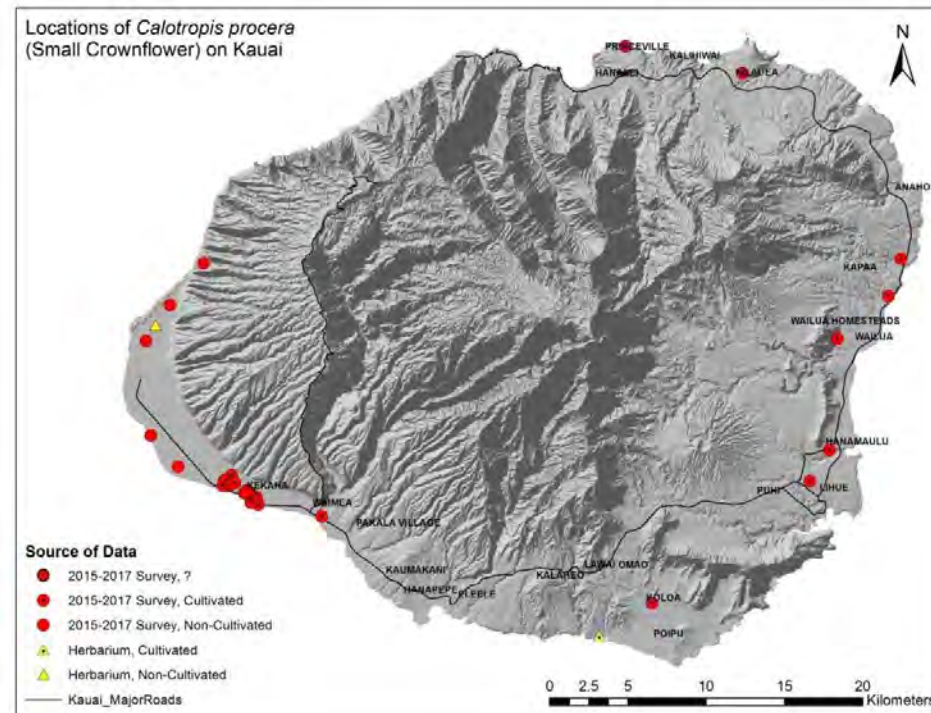 Locations of Calotropis procera
(Small Crownflower) on Kauai
N
PRINCEVILLE
KALIHIWAI
HANALEI
KILAUEA
ANAHO
KAPAA
WAILUA HOMESTEADS
WAILUA
HANAMAULU
LIHUE
PUHI
KEKAHA
WAIMEA
PAKALA VILLAGE
KAUMAKANI
HANAPEPE
ELEELE
KALAHEO
LAWAI
OMAO
KOLOA
POIPU
Source of Data
2015-2017 Survey, ?
2015-2017 Survey, Cultivated
2015-2017 Survey, Non-Cultivated
Herbarium, Cultivated
Herbarium, Non-Cultivated
Kauai_MajorRoads
0 2.5 5 10 15 20
Kilometers